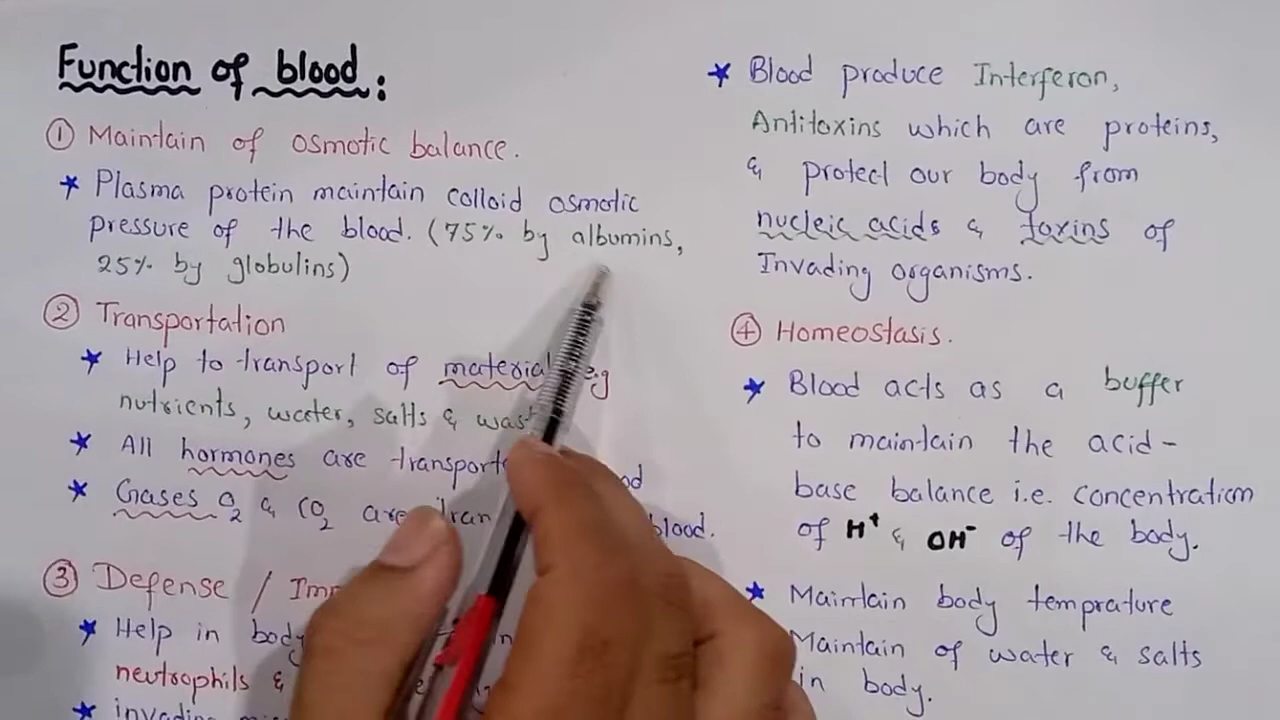 Function of blood:
① Maintain of osmotic balance.
★ Plasma protein maintain colloid osmotic
pressure of the blood. (75% by albumins,
25% by globulins)
② Transportation
★ Help to transport of material e.g
nutrients, water, salts &
★ All hormones are
★ Gases O₂ & CO₂ are blood.
③ Defense /
★ Help in body
neutrophils &
★ invading
★ Blood produce Interferon,
Antitoxins which are proteins,
& protect our body from
nucleic acids & toxins of
Invading organisms.
④ Homeostasis.
★ Blood acts as a buffer
to maintain the acid-
base balance i.e. concentration
of H⁺ & OH⁻ of the body.
★ Maintain body temprature
Maintain of water & salts
in body.